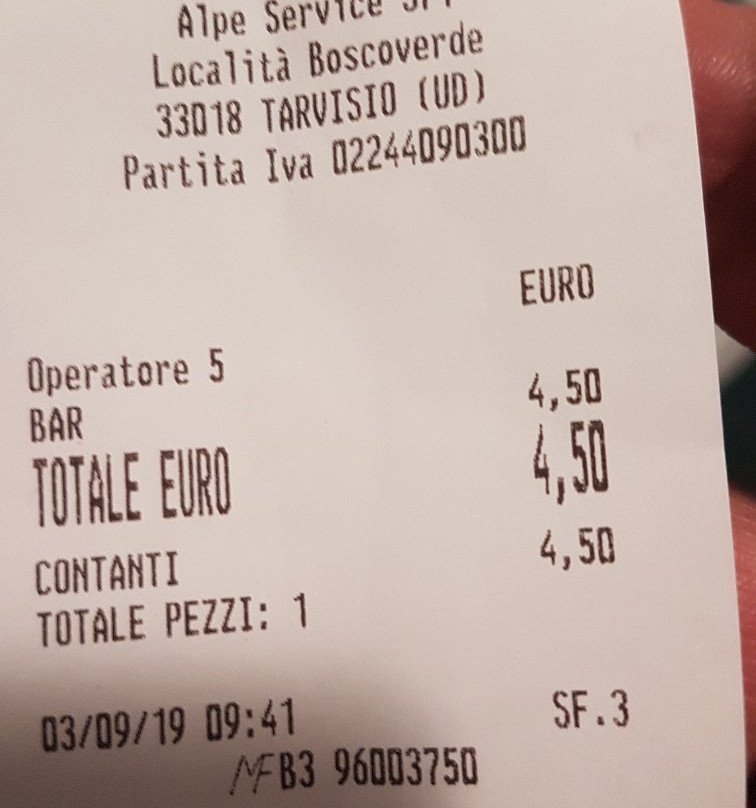 Alpe Service
Località Boscoverde
33018 TARVISIO (UD)
Partita Iva 02244090300
EURO
Operatore 5
BAR 4,50
TOTALE EURO 4,50
CONTANTI 4,50
TOTALE PEZZI: 1
03/09/19 09:41 SF.3
MF B3 96003750